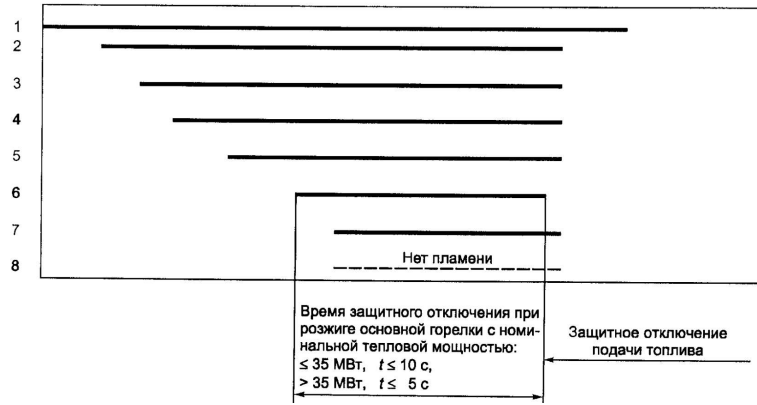 1
2
3
4
5
6
7
8
Нет пламени
Время защитного отключения при
розжиге основной горелки с номи-
нальной тепловой мощностью:
≤ 35 МВт, t ≤ 10 с,
> 35 МВт, t ≤ 5 с
Защитное отключение
подачи топлива